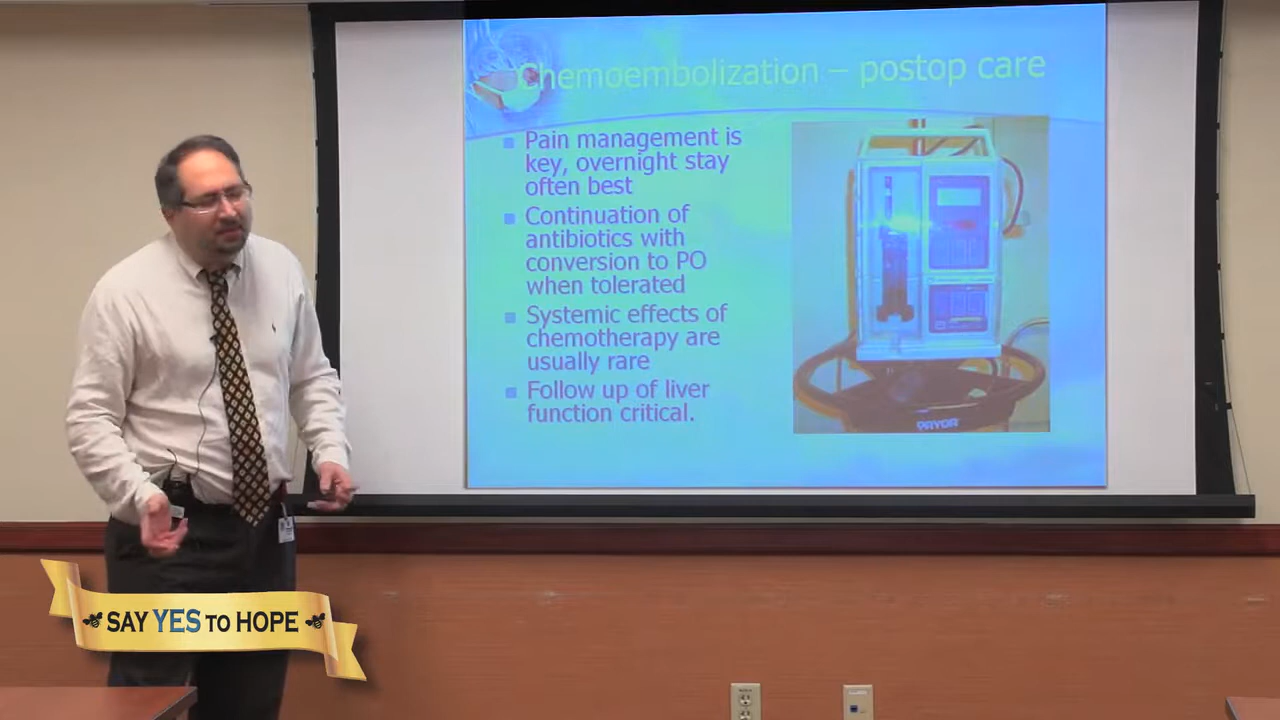 Chemoembolization – postop care
Pain management is
key, overnight stay
often best
Continuation of
antibiotics with
conversion to PO
when tolerated
Systemic effects of
chemotherapy are
usually rare
Follow up of liver
function critical.
PRYOR
SAY YES TO HOPE